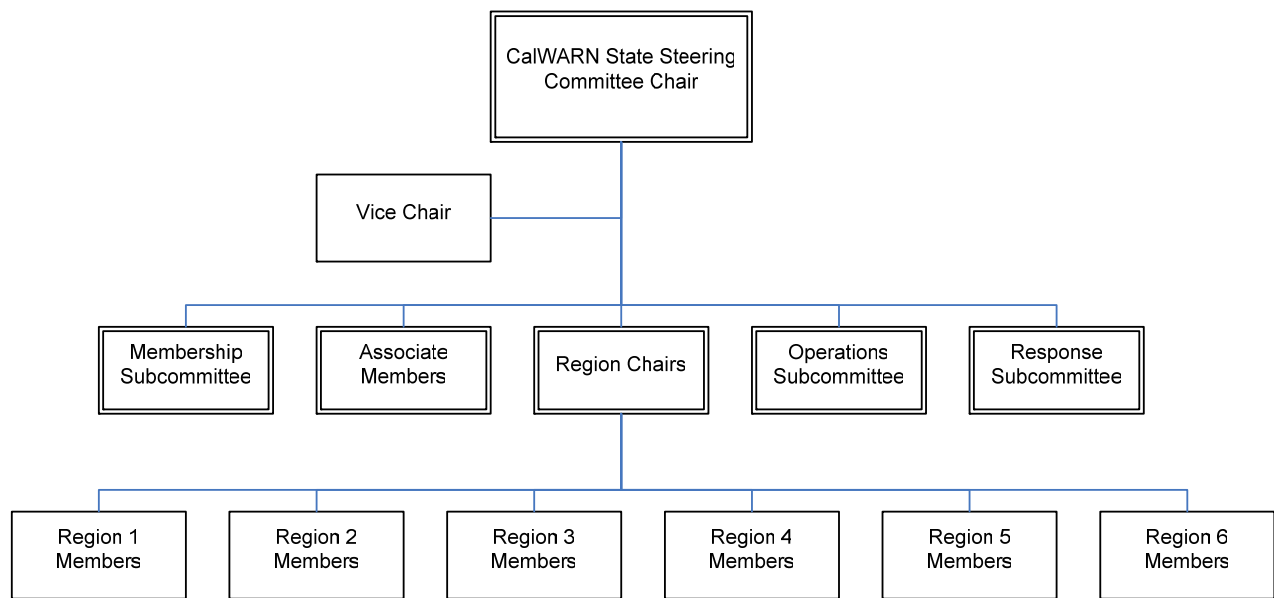 CalWARN State Steering
Committee Chair
Vice Chair
Membership
Subcommittee
Associate
Members
Region Chairs
Operations
Subcommittee
Response
Subcommittee
Region 1
Members
Region 2
Members
Region 3
Members
Region 4
Members
Region 5
Members
Region 6
Members